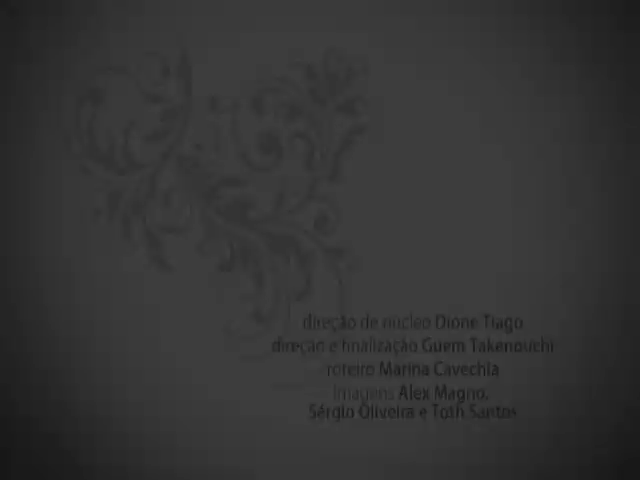 direção de núcleo Dione Tiago
direção e finalização Guem Takenouchi
roteiro Marina Cavechia
imagens Alex Magno,
Sérgio Oliveira e Toth Santos